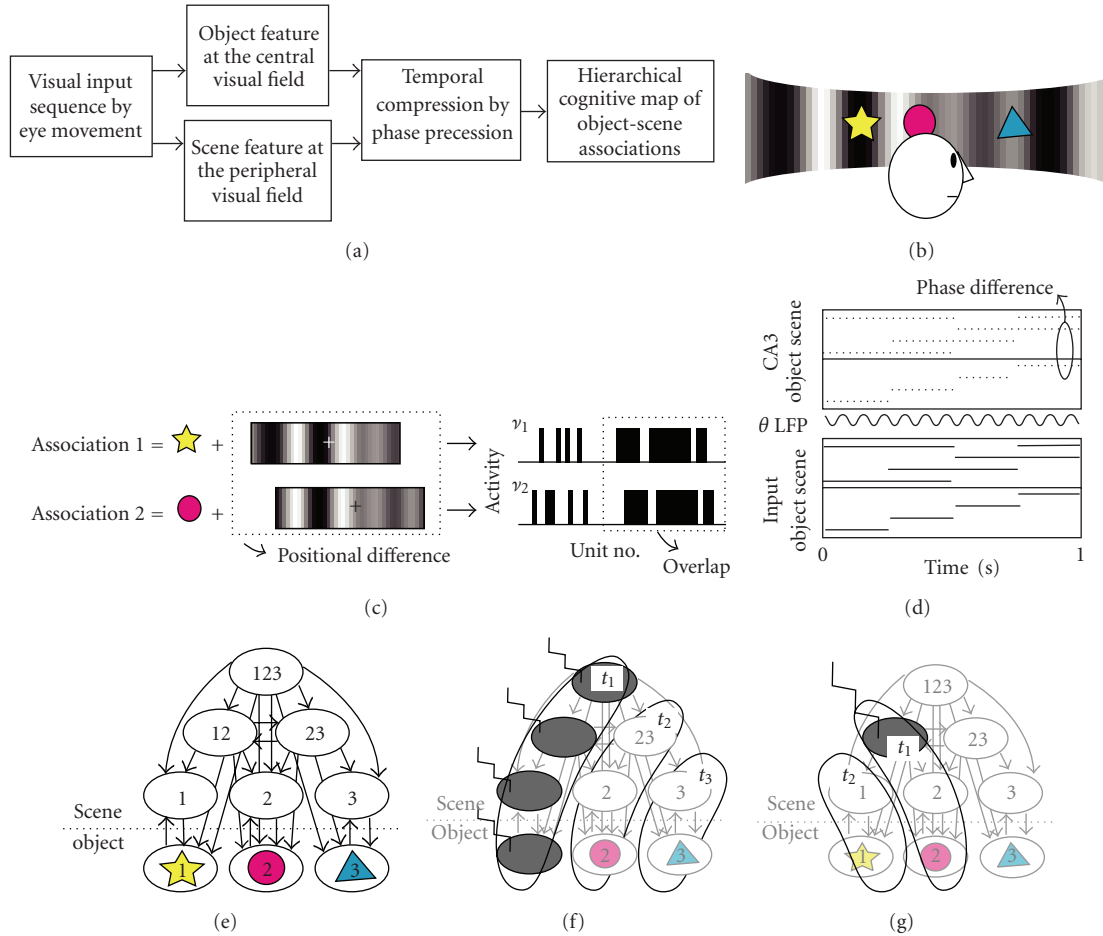 Visual input
sequence by
eye movement
Object feature
at the central
visual field
Scene feature at
the peripheral
visual field
Temporal
compression by
phase precession
Hierarchical
cognitive map of
object-scene
associations
(a)
(b)
Association 1 =
+
Association 2 =
+
Positional difference
Activity
ν1
ν2
Unit no.
Overlap
(c)
Phase difference
CA3
object scene
θ LFP
Input
object scene
0
1
Time (s)
(d)
123
12
23
1
2
3
Scene
object
1
2
3
(e)
t1
t2
23
t3
2
3
Scene
Object
2
3
(f)
123
t1
23
t2
1
2
3
Scene
Object
1
2
3
(g)